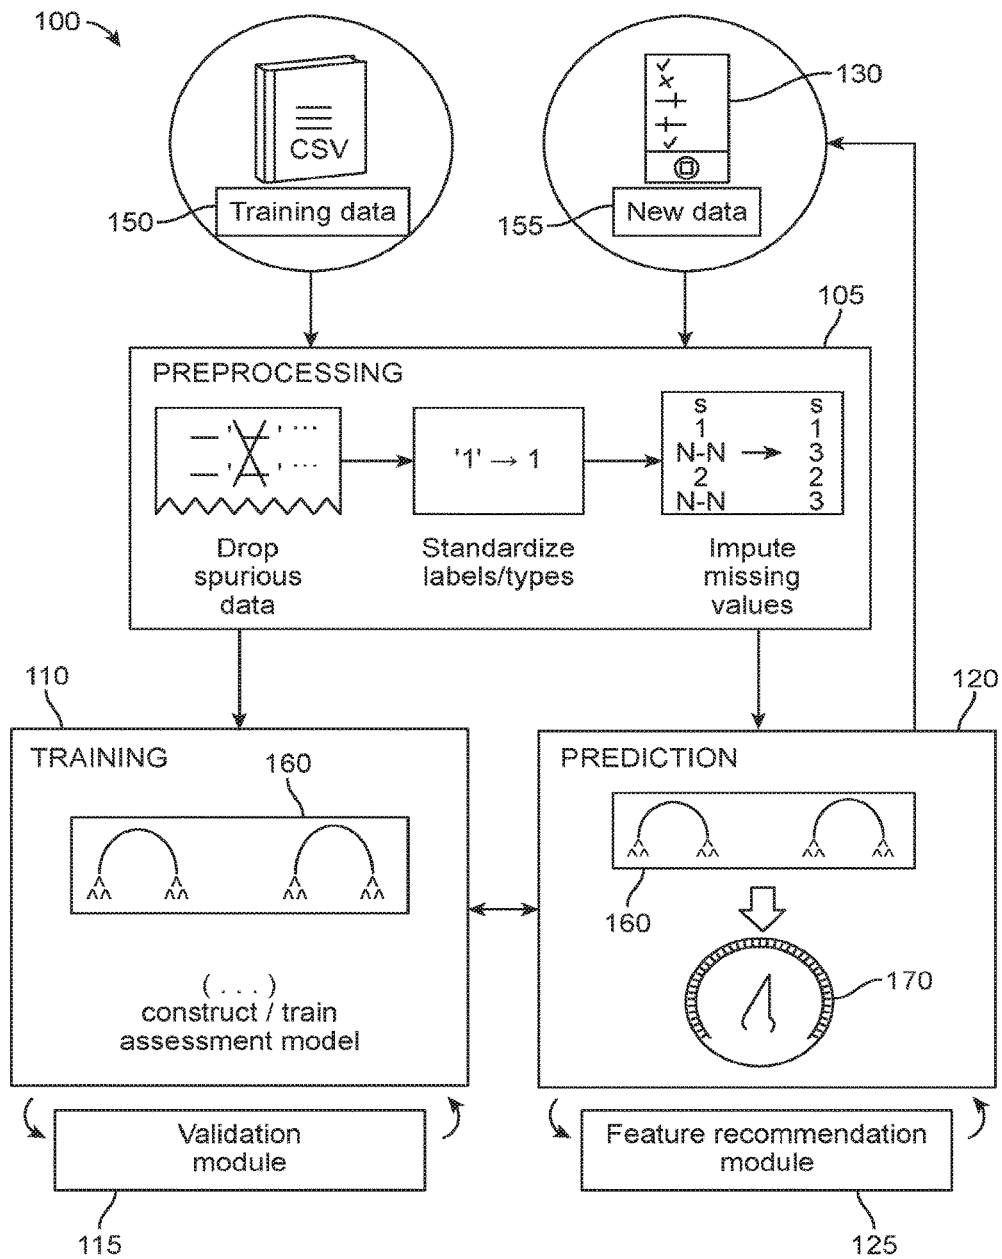 100
130
CSV
150
Training data
155
New data
105
PREPROCESSING
'1' → 1
s s
1 1
N-N → 3
2 2
N-N 3
Drop
spurious
data
Standardize
labels/types
Impute
missing
values
110
120
TRAINING
160
PREDICTION
160
170
(...)
construct / train
assessment model
Validation
module
Feature recommendation
module
115
125